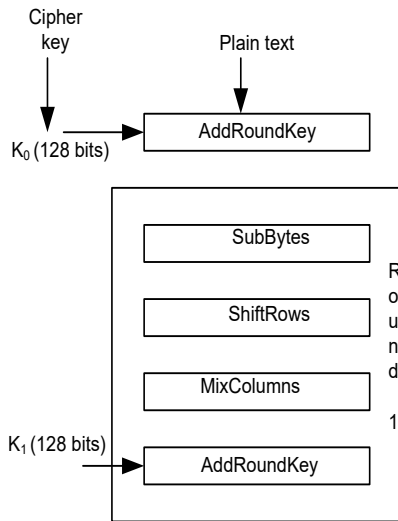 Cipher
key
Plain text
AddRoundKey
K₀ (128 bits)
SubBytes
ShiftRows
MixColumns
K₁ (128 bits)
AddRoundKey